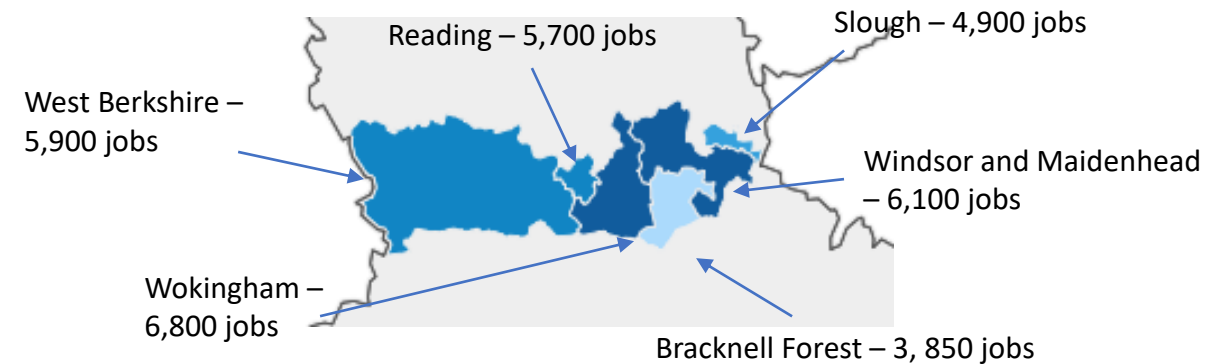 Slough – 4,900 jobs
Reading – 5,700 jobs
West Berkshire –
5,900 jobs
Windsor and Maidenhead
– 6,100 jobs
Wokingham –
6,800 jobs
Bracknell Forest – 3, 850 jobs